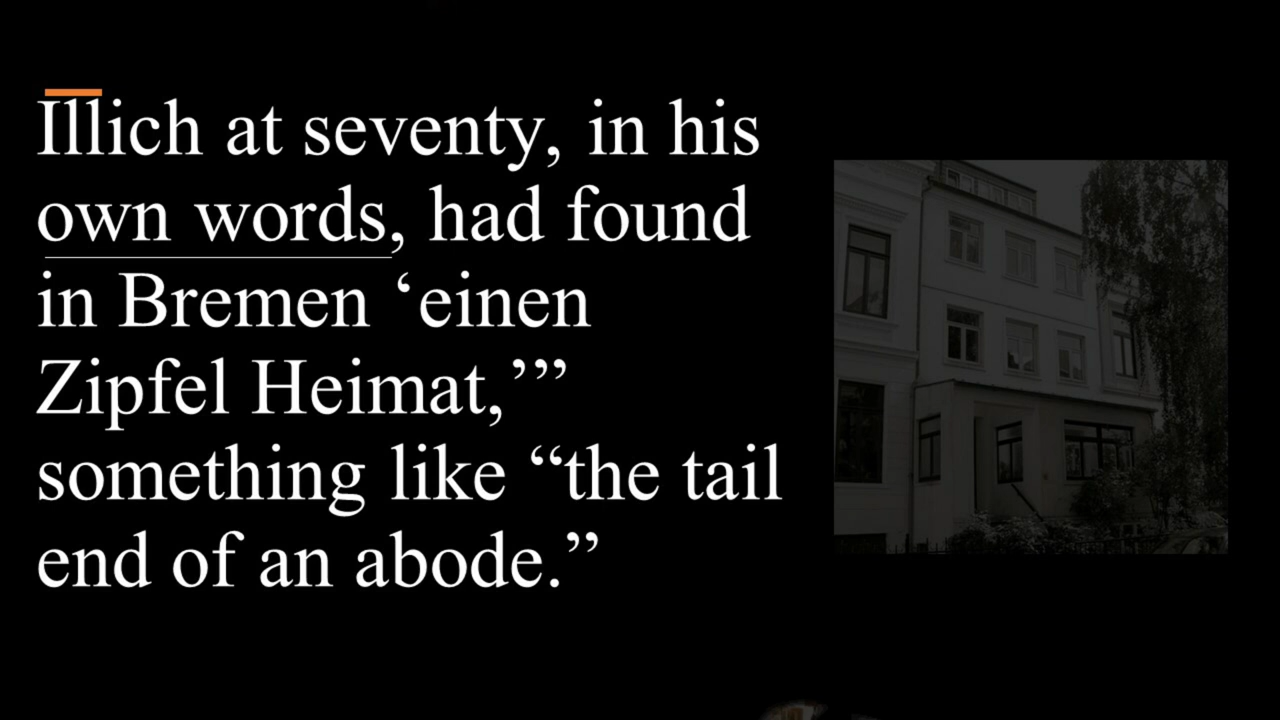 Illich at seventy, in his
own words, had found
in Bremen ‘einen
Zipfel Heimat,’”
something like “the tail
end of an abode.”